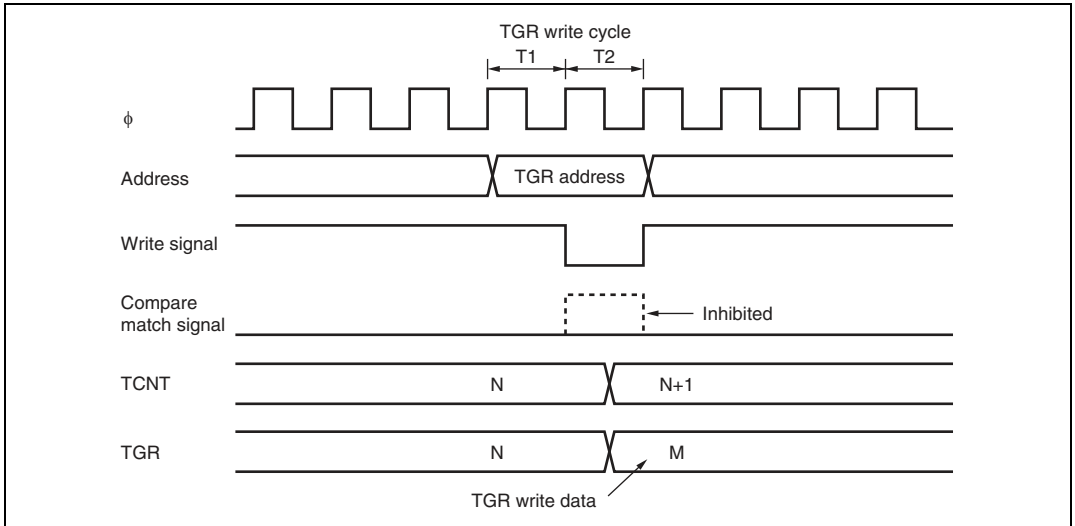 TGR write cycle
T1 T2
ϕ
Address TGR address
Write signal
Compare
match signal Inhibited
TCNT N N+1
TGR N M
TGR write data